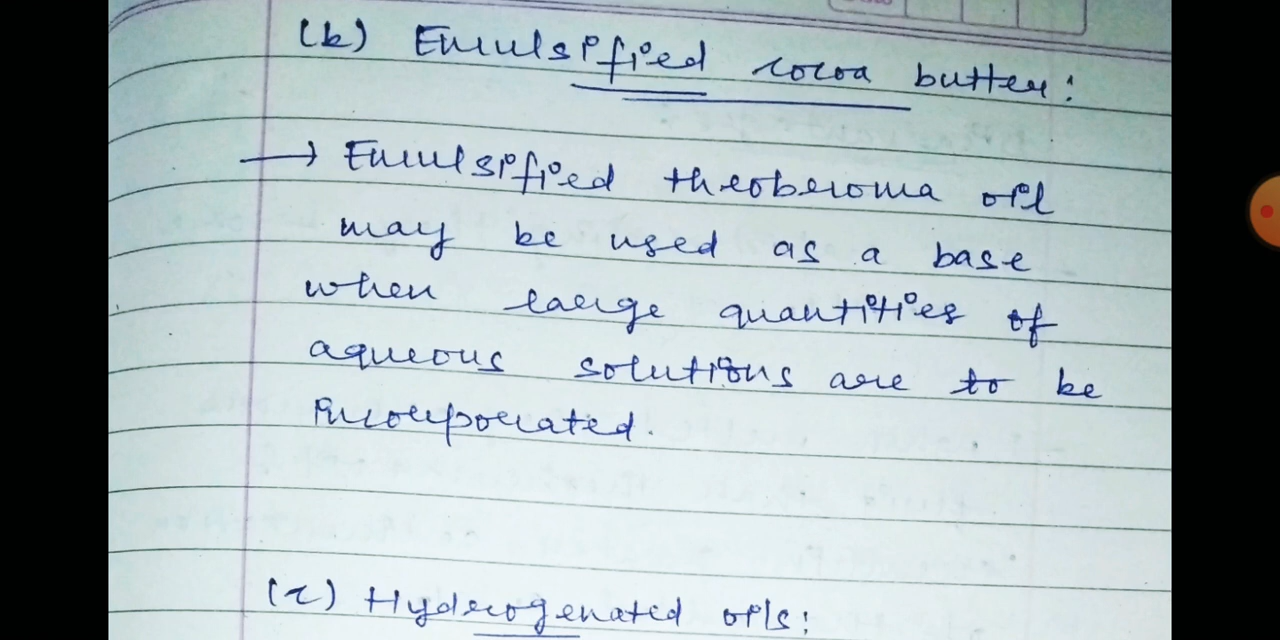 (b) Emulsified cocoa butter:
→ Emulsified theobroma oil
may be used as a base
when large quantities of
aqueous solutions are to be
incorporated.
(c) Hydrogenated oils: